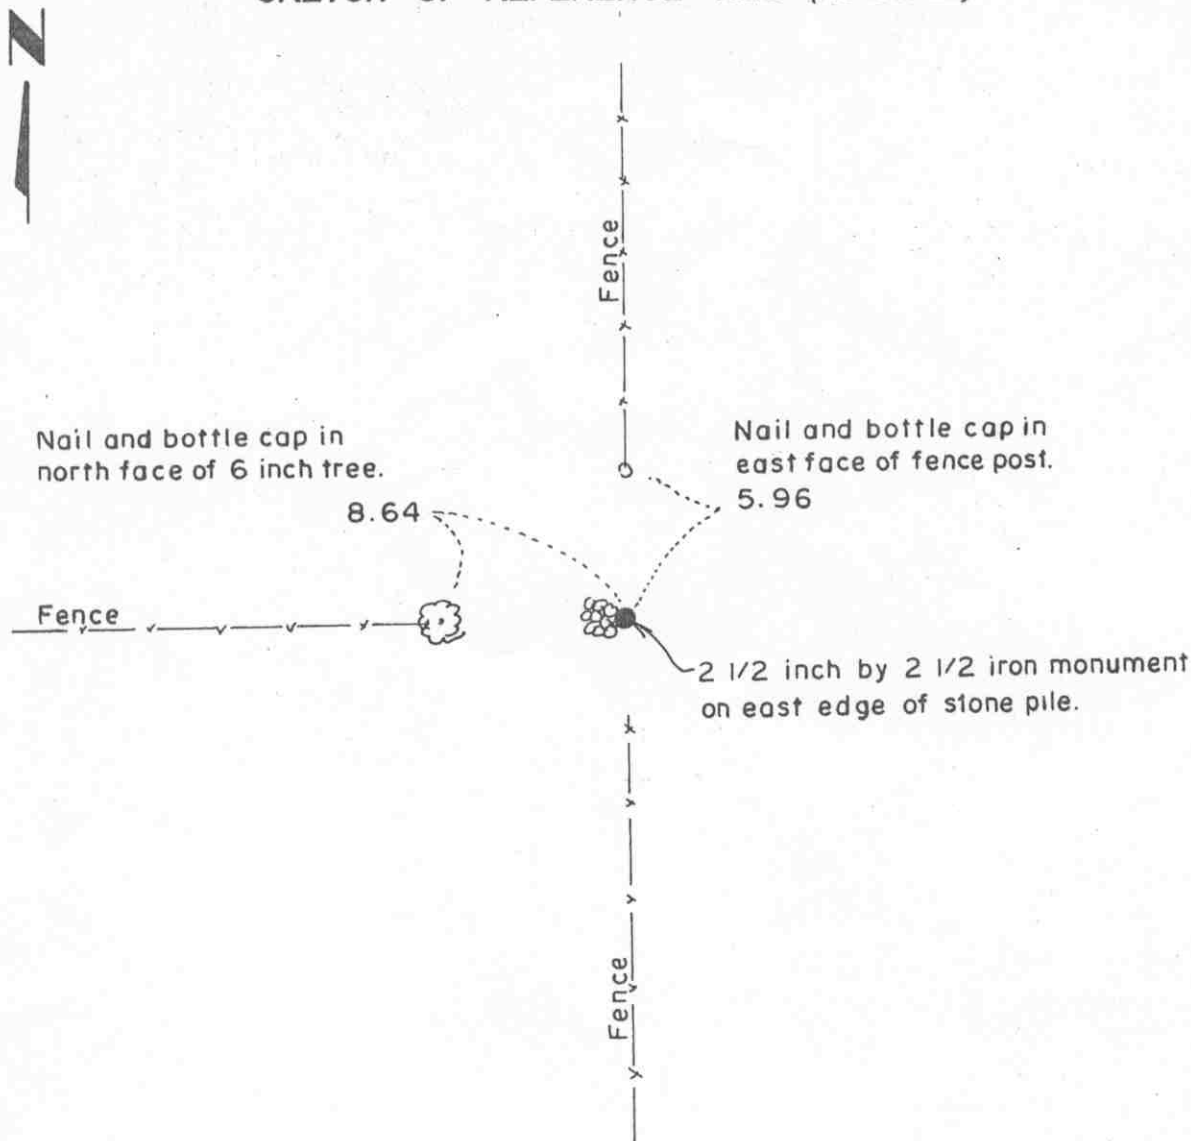 N
Fence
Nail and bottle cap in
north face of 6 inch tree.
8.64
Nail and bottle cap in
east face of fence post.
5.96
Fence
2 1/2 inch by 2 1/2 iron monument
on east edge of stone pile.
Fence